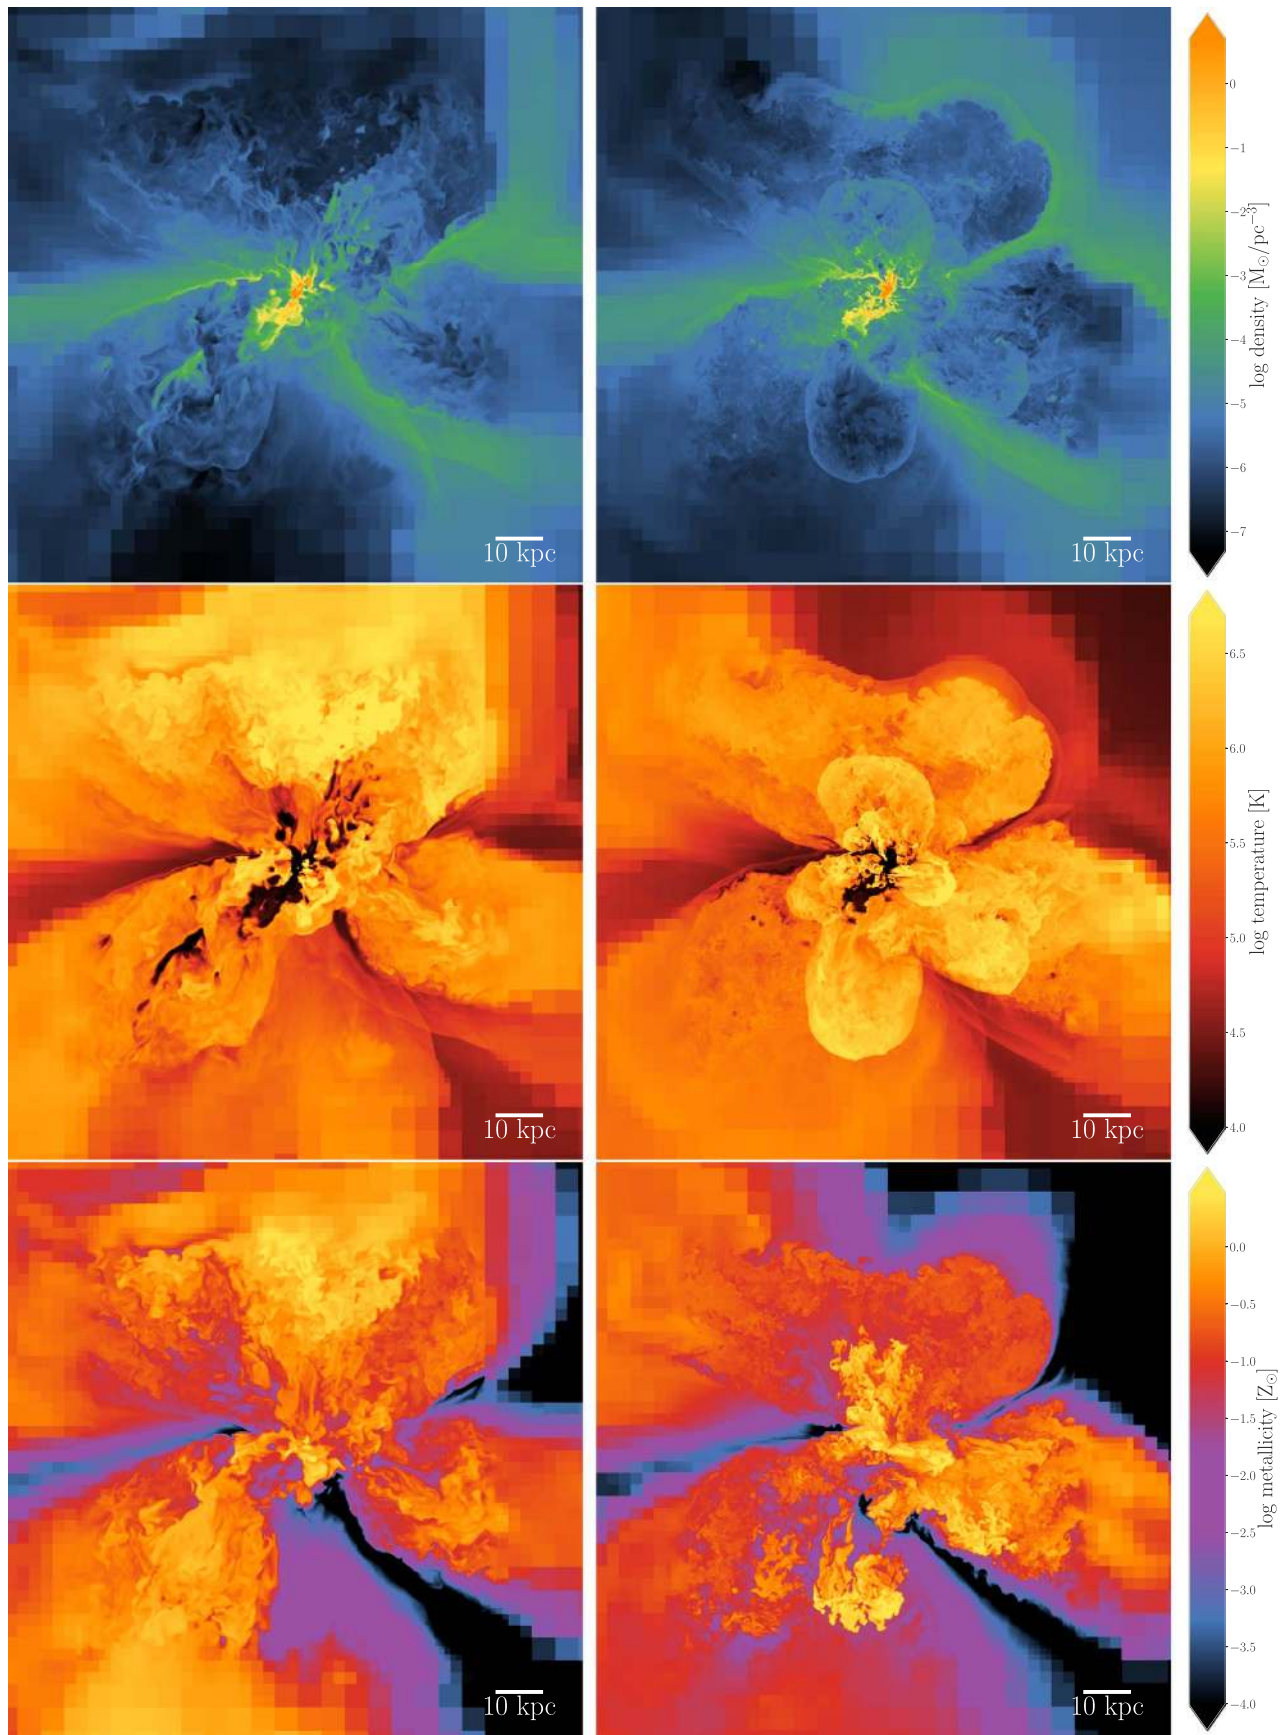 0
−1
−2
−3
−4
−5
−6
−7
log density [M⊙/pc⁻³]
10 kpc
10 kpc
6.5
6.0
5.5
5.0
4.5
4.0
log temperature [K]
10 kpc
10 kpc
0.0
−0.5
−1.0
−1.5
−2.0
−2.5
−3.0
−3.5
−4.0
log metallicity [Z⊙]
10 kpc
10 kpc